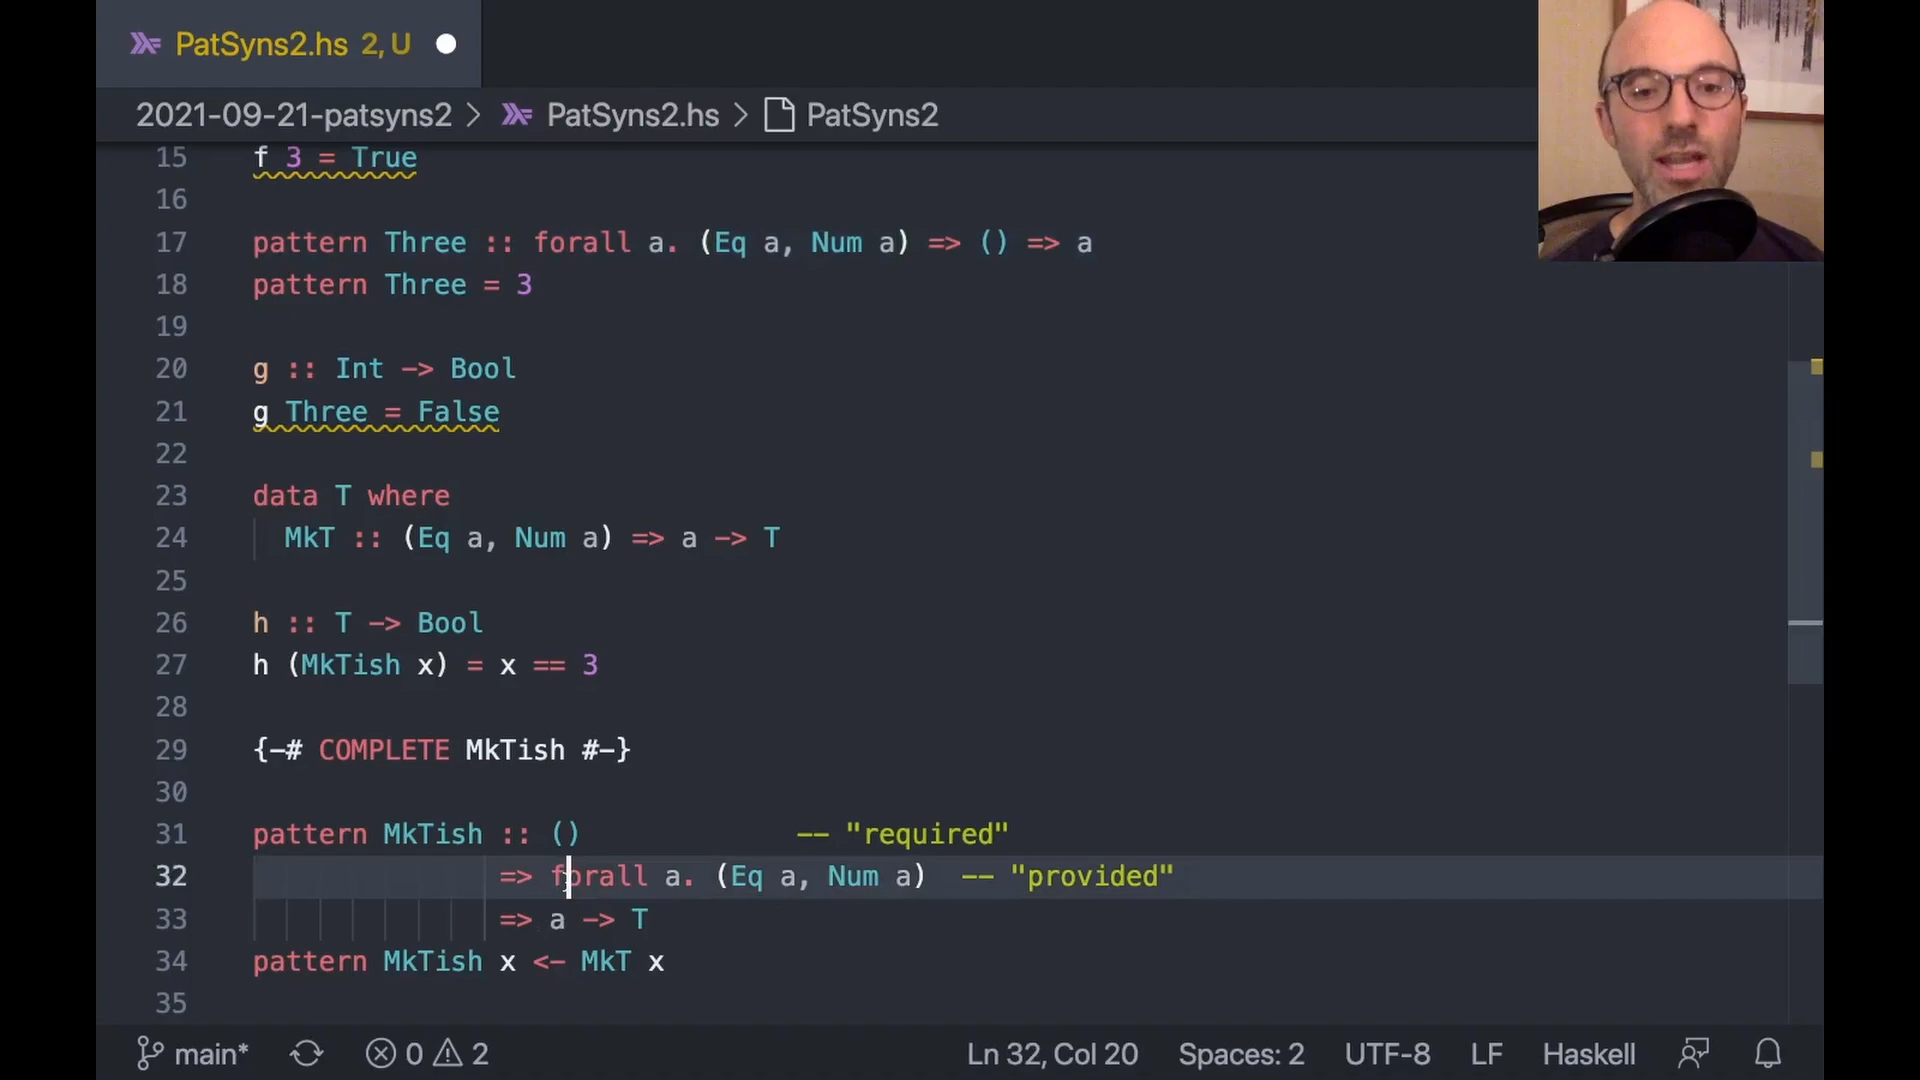 PatSyns2.hs 2, U
2021-09-21-patsyns2 > PatSyns2.hs > PatSyns2
15 f 3 = True
16
17 pattern Three :: forall a. (Eq a, Num a) => () => a
18 pattern Three = 3
19
20 g :: Int -> Bool
21 g Three = False
22
23 data T where
24 MkT :: (Eq a, Num a) => a -> T
25
26 h :: T -> Bool
27 h (MkTish x) = x == 3
28
29 {-# COMPLETE MkTish #-}
30
31 pattern MkTish :: () -- "required"
32 => forall a. (Eq a, Num a) -- "provided"
33 => a -> T
34 pattern MkTish x <- MkT x
35
main* 0 2 Ln 32, Col 20 Spaces: 2 UTF-8 LF Haskell